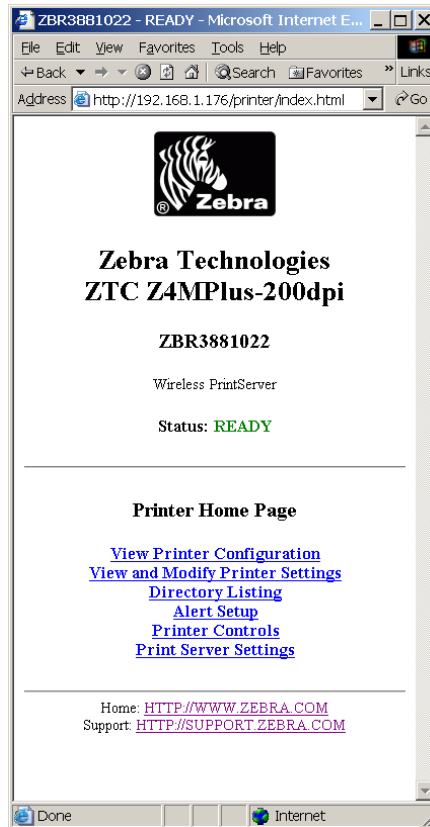 ZBR3881022 - READY - Microsoft Internet E...
File Edit View Favorites Tools Help
Back Search Favorites » Links
Address http://192.168.1.176/printer/index.html Go
® Zebra
Zebra Technologies
ZTC Z4MPlus-200dpi
ZBR3881022
Wireless PrintServer
Status: READY
Printer Home Page
View Printer Configuration
View and Modify Printer Settings
Directory Listing
Alert Setup
Printer Controls
Print Server Settings
Home: HTTP://WWW.ZEBRA.COM
Support: HTTP://SUPPORT.ZEBRA.COM
Done Internet